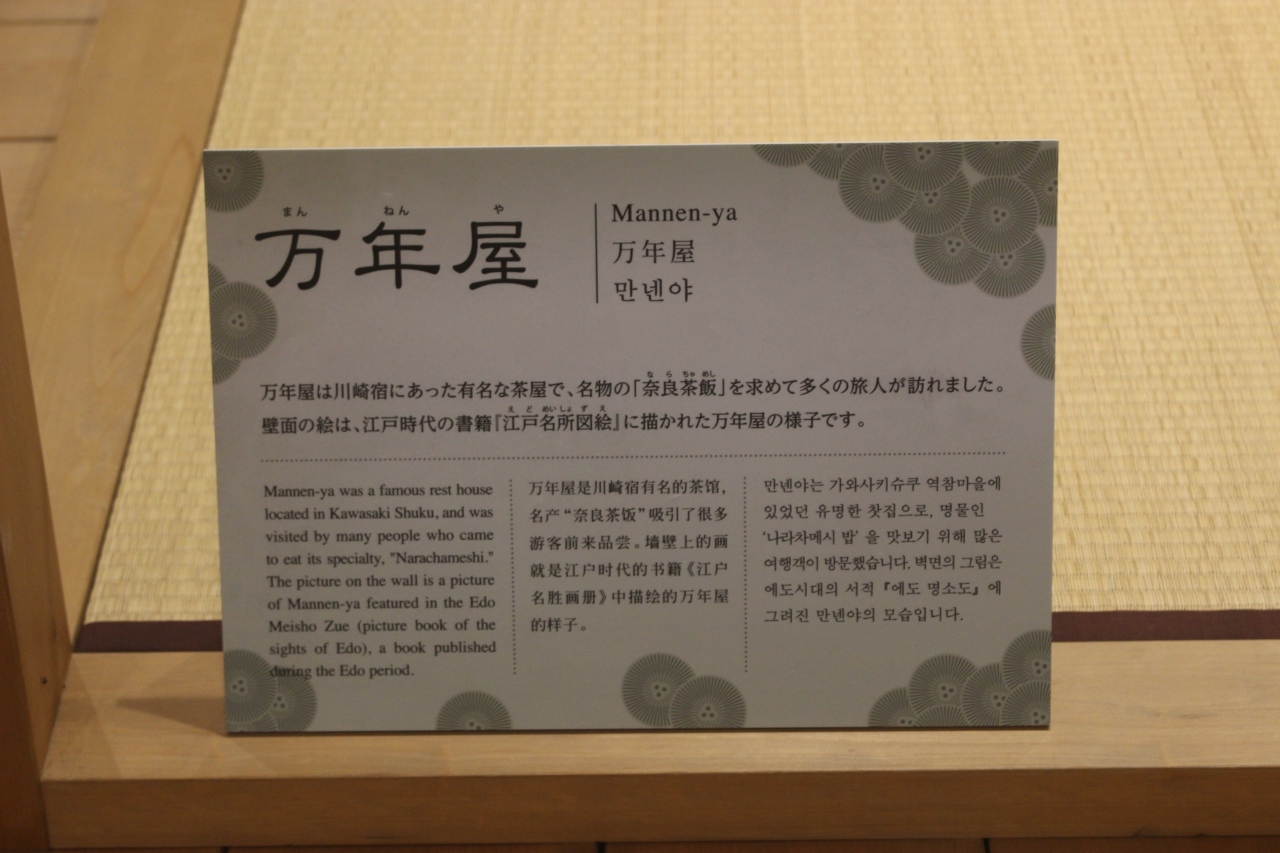 まん ねん や
万年屋
Mannen-ya
万年屋
만넨야
なら ちゃ めし
万年屋は川崎宿にあった有名な茶屋で、名物の「奈良茶飯」を求めて多くの旅人が訪れました。
えど めいしょ ずえ
壁面の絵は、江戸時代の書籍『江戸名所図絵』に描かれた万年屋の様子です。
Mannen-ya was a famous rest house
located in Kawasaki Shuku, and was
visited by many people who came
to eat its specialty, "Narachameshi."
The picture on the wall is a picture
of Mannen-ya featured in the Edo
Meisho Zue (picture book of the
sights of Edo), a book published
during the Edo period.
万年屋是川崎宿有名的茶馆，
名产“奈良茶饭”吸引了很多
游客前来品尝。墙壁上的画
就是江户时代的书籍《江户
名胜画册》中描绘的万年屋
的样子。
만넨야는 가와사키슈쿠 역참마을에
있었던 유명한 찻집으로, 명물인
‘나라차메시 밥’ 을 맛보기 위해 많은
여행객이 방문했습니다. 벽면의 그림은
에도시대의 서적『에도 명소도』에
그려진 만넨야의 모습입니다.